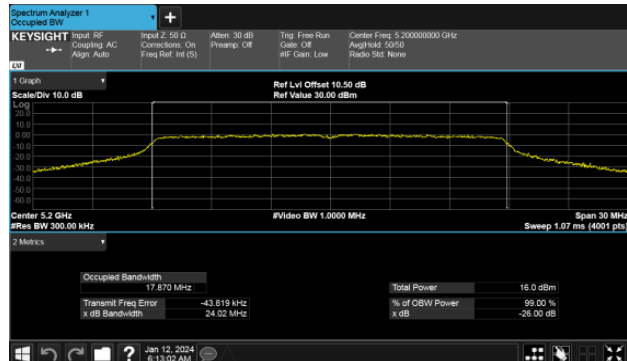 Spectrum Analyzer 1
Occupied BW
+
KEYSIGHT
Input: RF
Coupling: AC
Align: Auto
Input Z: 50 Ω
Corrections: On
Freq Ref: Int (S)
Atten: 30 dB
Preamp: Off
Trig: Free Run
Gate: Off
#IF Gain: Low
Center Freq: 5.200000000 GHz
Avg|Hold: 50/50
Radio Std: None
LXI
1 Graph
Scale/Div 10.0 dB
Ref Lvl Offset 10.50 dB
Ref Value 30.00 dBm
Log
20.0
10.0
0.00
-10.0
-20.0
-30.0
-40.0
-50.0
-60.0
Center 5.2 GHz
#Res BW 300.00 kHz
#Video BW 1.0000 MHz
Span 30 MHz
Sweep 1.07 ms (4001 pts)
2 Metrics
Occupied Bandwidth
17.870 MHz
Transmit Freq Error -43.819 kHz
x dB Bandwidth 24.02 MHz
Total Power 16.0 dBm
% of OBW Power 99.00 %
x dB -26.00 dB
?
Jan 12, 2024
6:13:02 AM